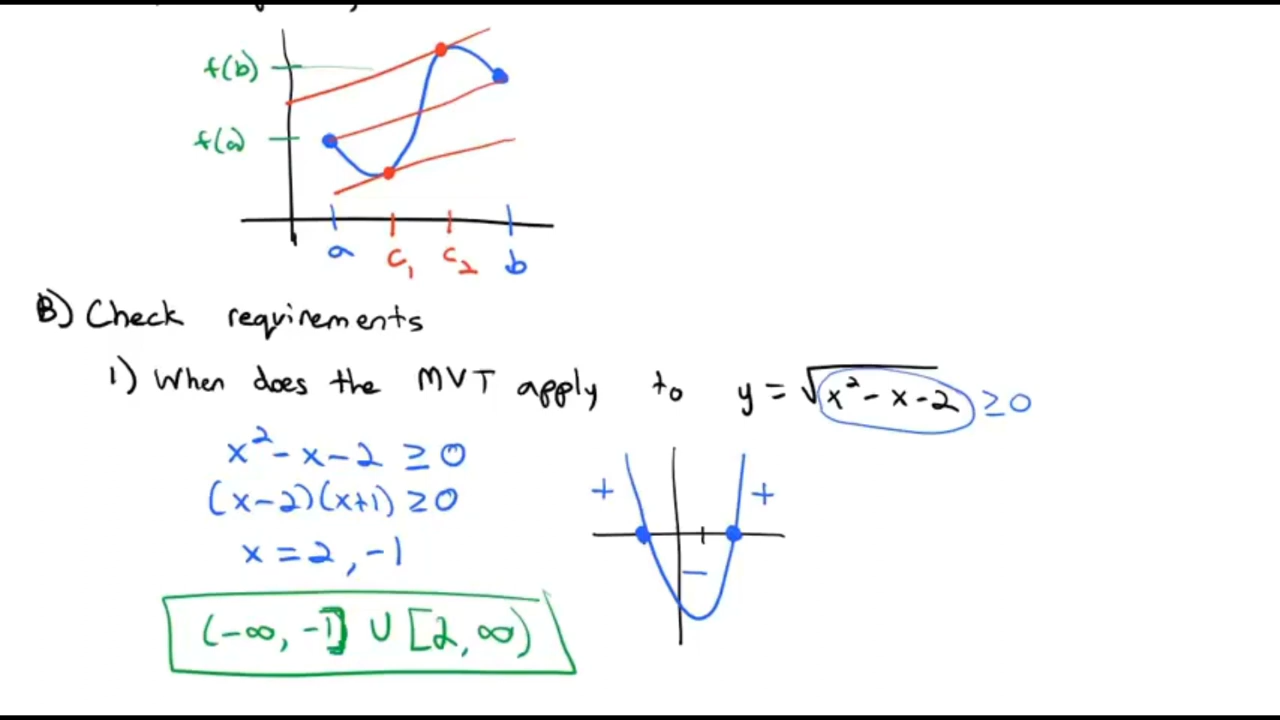 f(b)
f(a)
a c₁ c₂ b
B) Check requirements
1) When does the MVT apply to y = √(x² - x - 2) ≥ 0
x² - x - 2 ≥ 0
(x-2)(x+1) ≥ 0
x = 2, -1
+ +
-
(-∞, -1] ∪ [2, ∞)